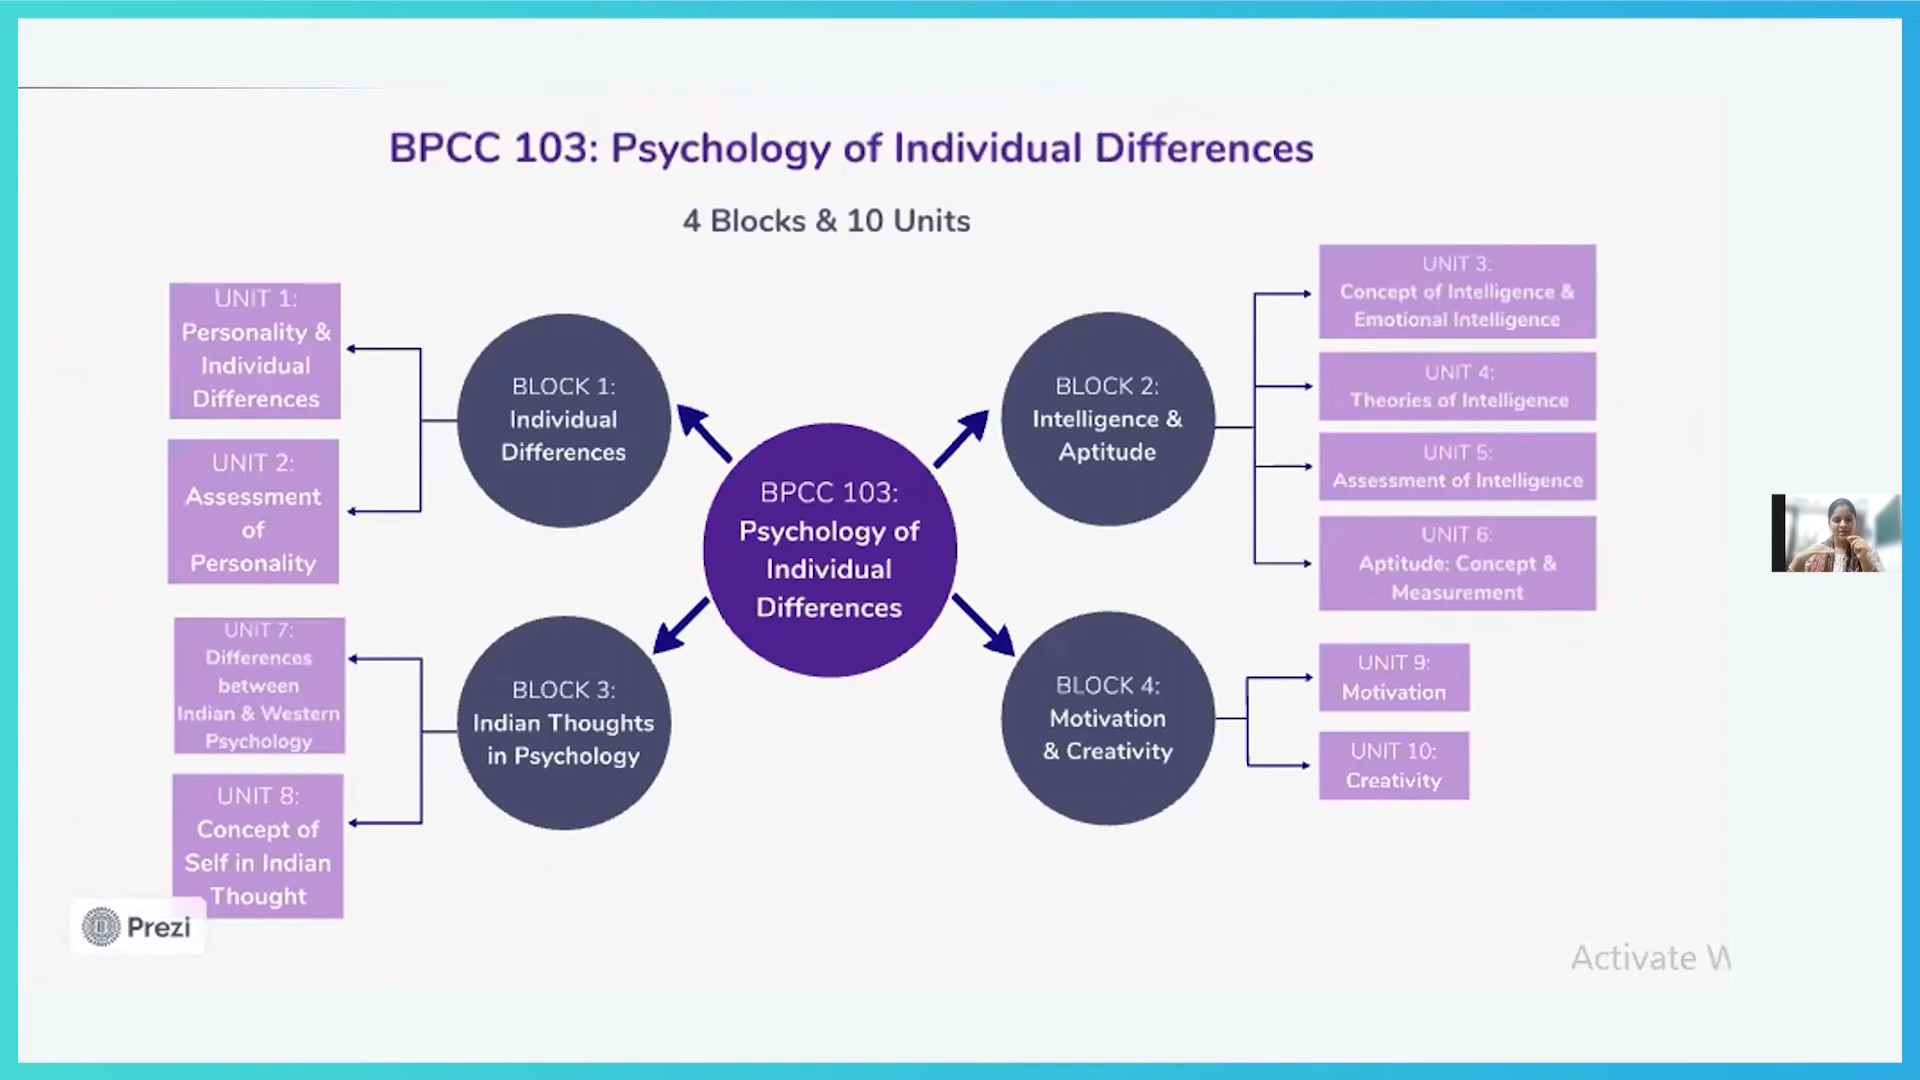 BPCC 103: Psychology of Individual Differences
4 Blocks & 10 Units
UNIT 1:
Personality &
Individual
Differences
UNIT 2:
Assessment
of
Personality
BLOCK 1:
Individual
Differences
BLOCK 2:
Intelligence &
Aptitude
UNIT 3:
Concept of Intelligence &
Emotional Intelligence
UNIT 4:
Theories of Intelligence
UNIT 5:
Assessment of Intelligence
UNIT 6:
Aptitude: Concept &
Measurement
BPCC 103:
Psychology of
Individual
Differences
UNIT 7:
Differences
between
Indian & Western
Psychology
UNIT 8:
Concept of
Self in Indian
Thought
BLOCK 3:
Indian Thoughts
in Psychology
BLOCK 4:
Motivation
& Creativity
UNIT 9:
Motivation
UNIT 10:
Creativity
Prezi
Activate W